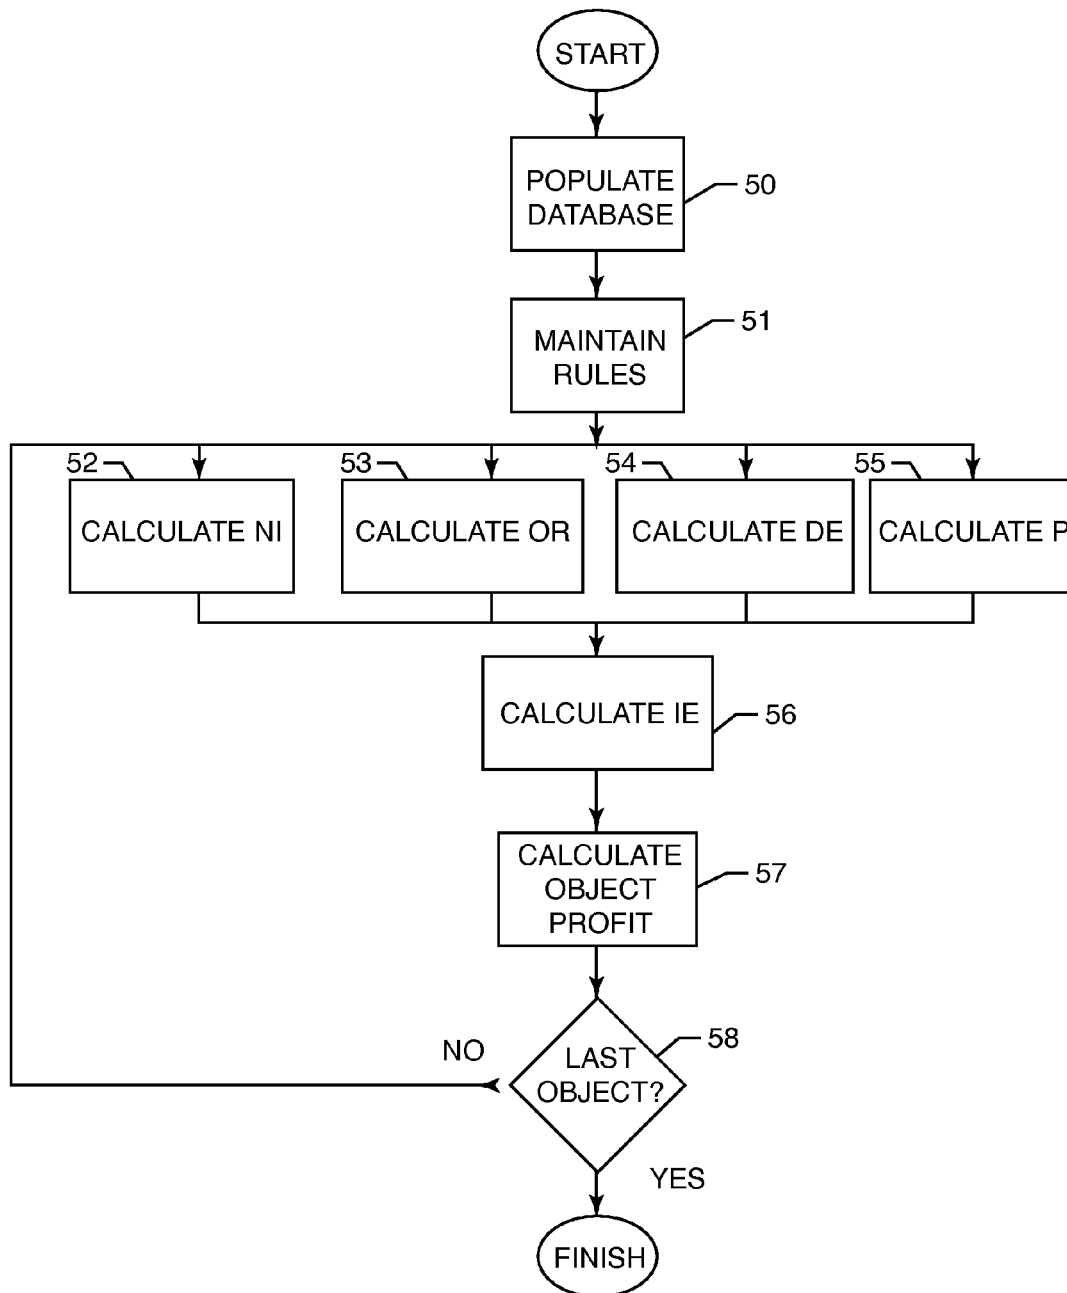 START
POPULATE
DATABASE
50
MAINTAIN
RULES
51
52
53
54
55
CALCULATE NI
CALCULATE OR
CALCULATE DE
CALCULATE P
CALCULATE IE
56
CALCULATE
OBJECT
PROFIT
57
LAST
OBJECT?
58
NO
YES
FINISH